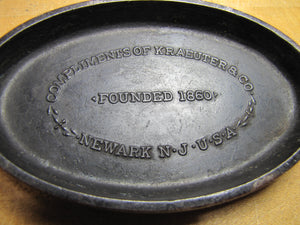 COMPLIMENTS OF KRAEUTER & CO.
·FOUNDED 1860·
NEWARK N·J·U·S·A·